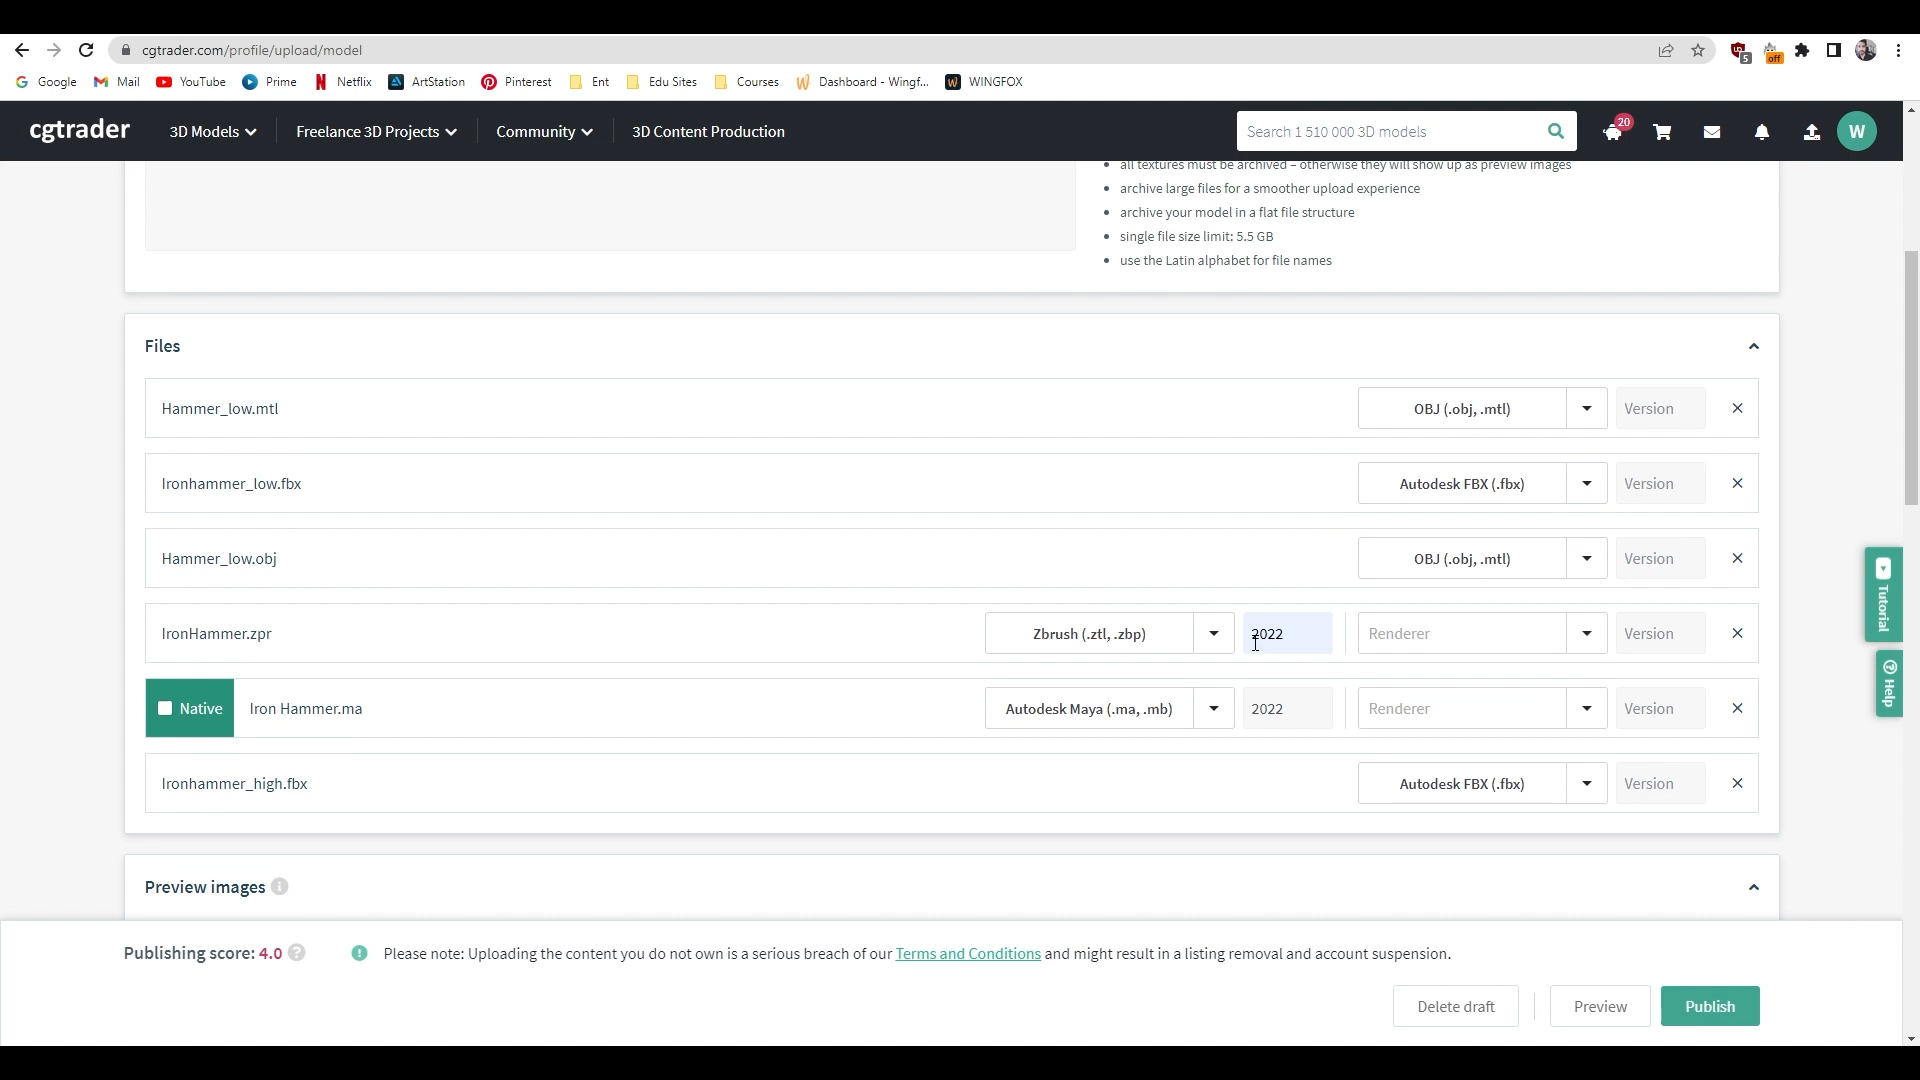 cgtrader.com/profile/upload/model
5
off
Google Mail YouTube Prime Netflix ArtStation Pinterest Ent Edu Sites Courses Dashboard - Wingf... WINGFOX
cgtrader 3D Models Freelance 3D Projects Community 3D Content Production Search 1 510 000 3D models 20 W
all textures must be archived – otherwise they will show up as preview images
archive large files for a smoother upload experience
archive your model in a flat file structure
single file size limit: 5.5 GB
use the Latin alphabet for file names
Files
Hammer_low.mtl OBJ (.obj, .mtl) Version
Ironhammer_low.fbx Autodesk FBX (.fbx) Version
Hammer_low.obj OBJ (.obj, .mtl) Version
IronHammer.zpr Zbrush (.ztl, .zbp) 2022 Renderer Version
Native Iron Hammer.ma Autodesk Maya (.ma, .mb) 2022 Renderer Version
Ironhammer_high.fbx Autodesk FBX (.fbx) Version
Tutorial
Help
Preview images
Publishing score: 4.0 Please note: Uploading the content you do not own is a serious breach of our Terms and Conditions and might result in a listing removal and account suspension.
Delete draft Preview Publish